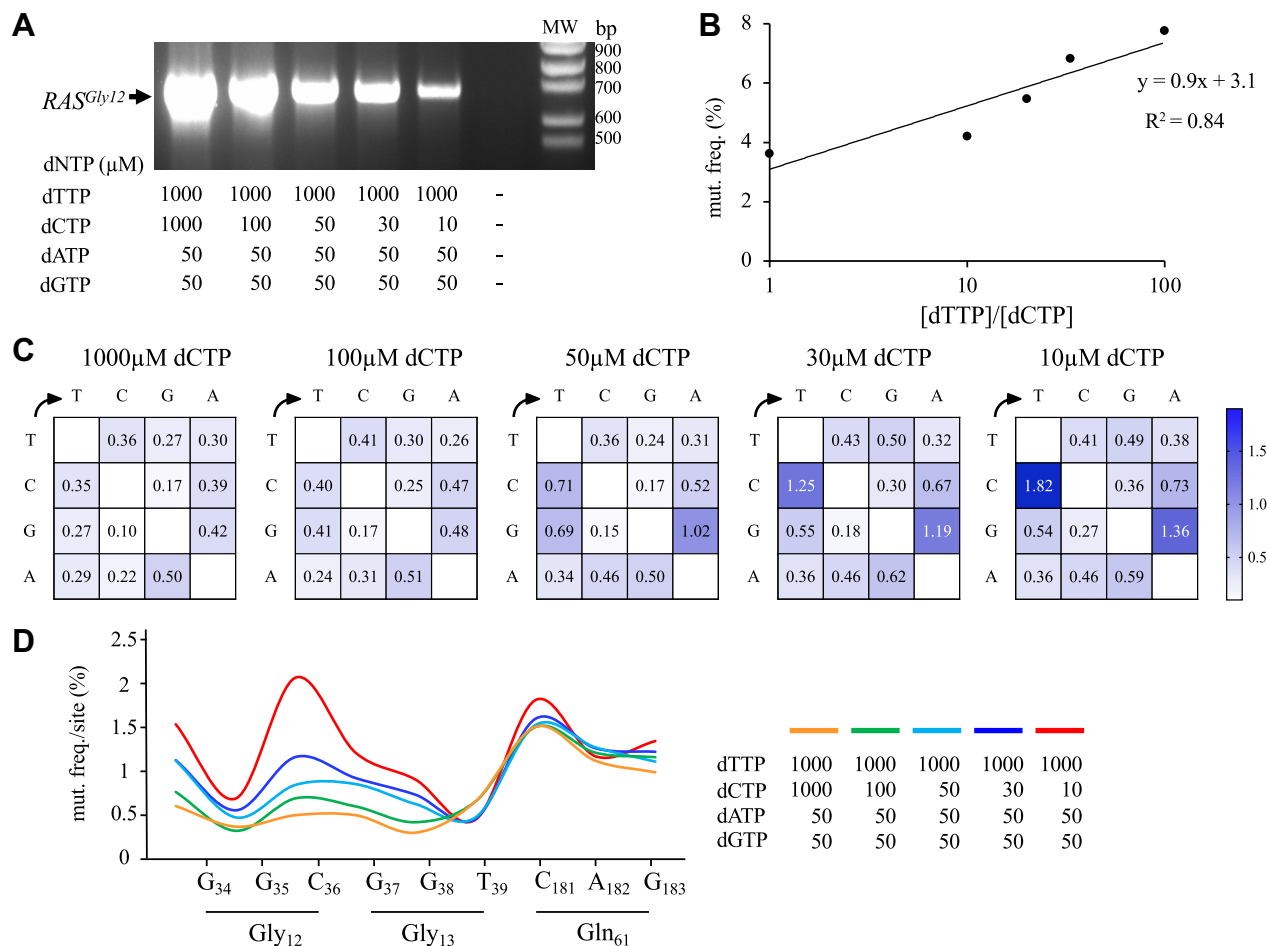 A
MW bp
900
800
700
600
500
RAS^Gly12
dNTP (µM)
dTTP 1000 1000 1000 1000 1000 -
dCTP 1000 100 50 30 10 -
dATP 50 50 50 50 50 -
dGTP 50 50 50 50 50 -
B
8
6
4
2
0
mut. freq. (%)
y = 0.9x + 3.1
R² = 0.84
1 10 100
[dTTP]/[dCTP]
C
1000µM dCTP
T C G A
T 0.36 0.27 0.30
C 0.35 0.17 0.39
G 0.27 0.10 0.42
A 0.29 0.22 0.50
100µM dCTP
T C G A
T 0.41 0.30 0.26
C 0.40 0.25 0.47
G 0.41 0.17 0.48
A 0.24 0.31 0.51
50µM dCTP
T C G A
T 0.36 0.24 0.31
C 0.71 0.17 0.52
G 0.69 0.15 1.02
A 0.34 0.46 0.50
30µM dCTP
T C G A
T 0.43 0.50 0.32
C 1.25 0.30 0.67
G 0.55 0.18 1.19
A 0.36 0.46 0.62
10µM dCTP
T C G A
T 0.41 0.49 0.38
C 1.82 0.36 0.73
G 0.54 0.27 1.36
A 0.36 0.46 0.59
1.5
1.0
0.5
D
2.5
2
1.5
1
0.5
0
mut. freq./site (%)
G₃₄ G₃₅ C₃₆ G₃₇ G₃₈ T₃₉ C₁₈₁ A₁₈₂ G₁₈₃
Gly₁₂ Gly₁₃ Gln₆₁
dTTP 1000 1000 1000 1000 1000
dCTP 1000 100 50 30 10
dATP 50 50 50 50 50
dGTP 50 50 50 50 50